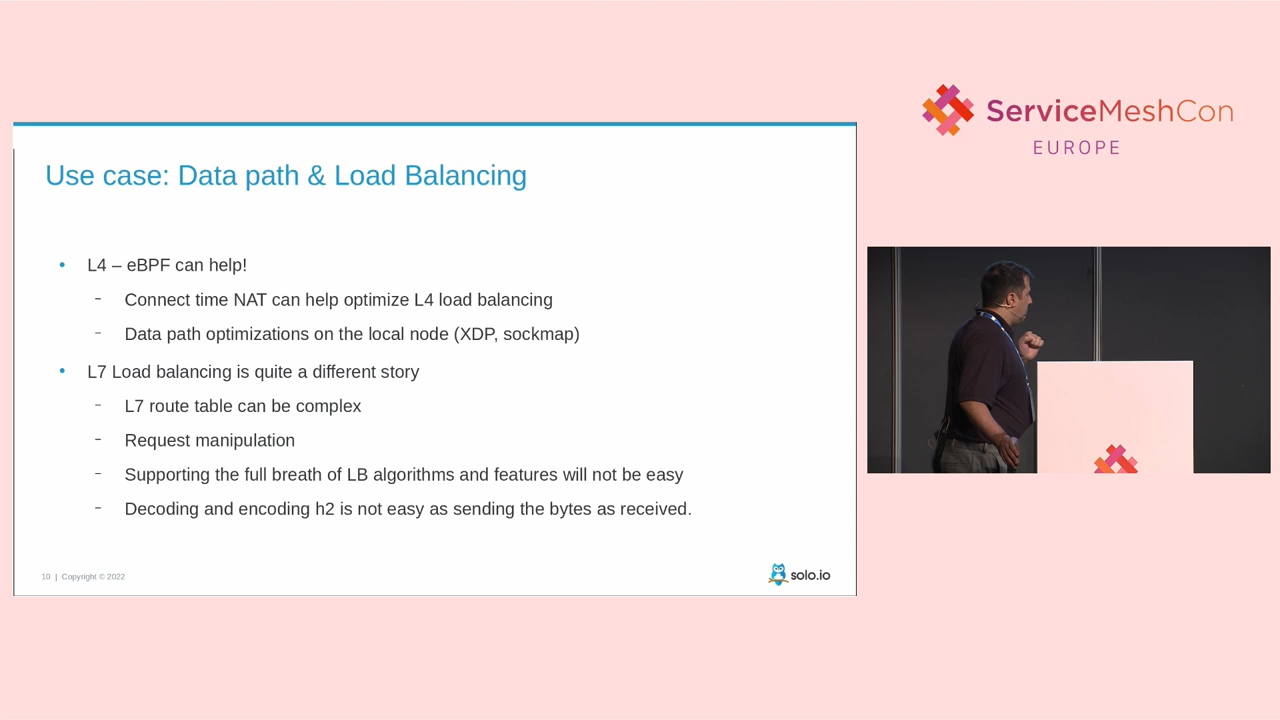 ServiceMeshCon
EUROPE
Use case: Data path & Load Balancing
• L4 – eBPF can help!
– Connect time NAT can help optimize L4 load balancing
– Data path optimizations on the local node (XDP, sockmap)
• L7 Load balancing is quite a different story
– L7 route table can be complex
– Request manipulation
– Supporting the full breath of LB algorithms and features will not be easy
– Decoding and encoding h2 is not easy as sending the bytes as received.
10 | Copyright © 2022
solo.io